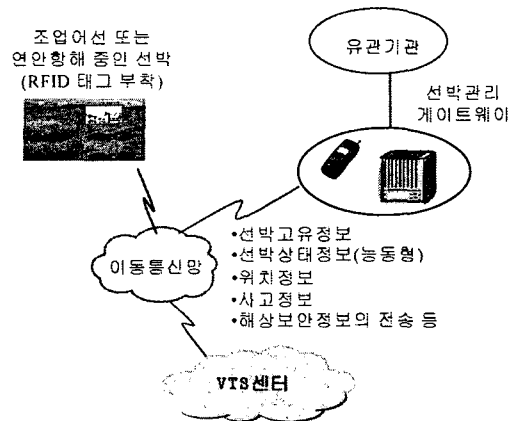 조업어선 또는
연안항해 중인 선박
(RFID 태그 부착)
유관기관
선박관리
게이트웨이
이동통신망
•선박고유정보
•선박상태정보(능동형)
•위치정보
•사고정보
•해상보안정보의 전송 등
VTS센터